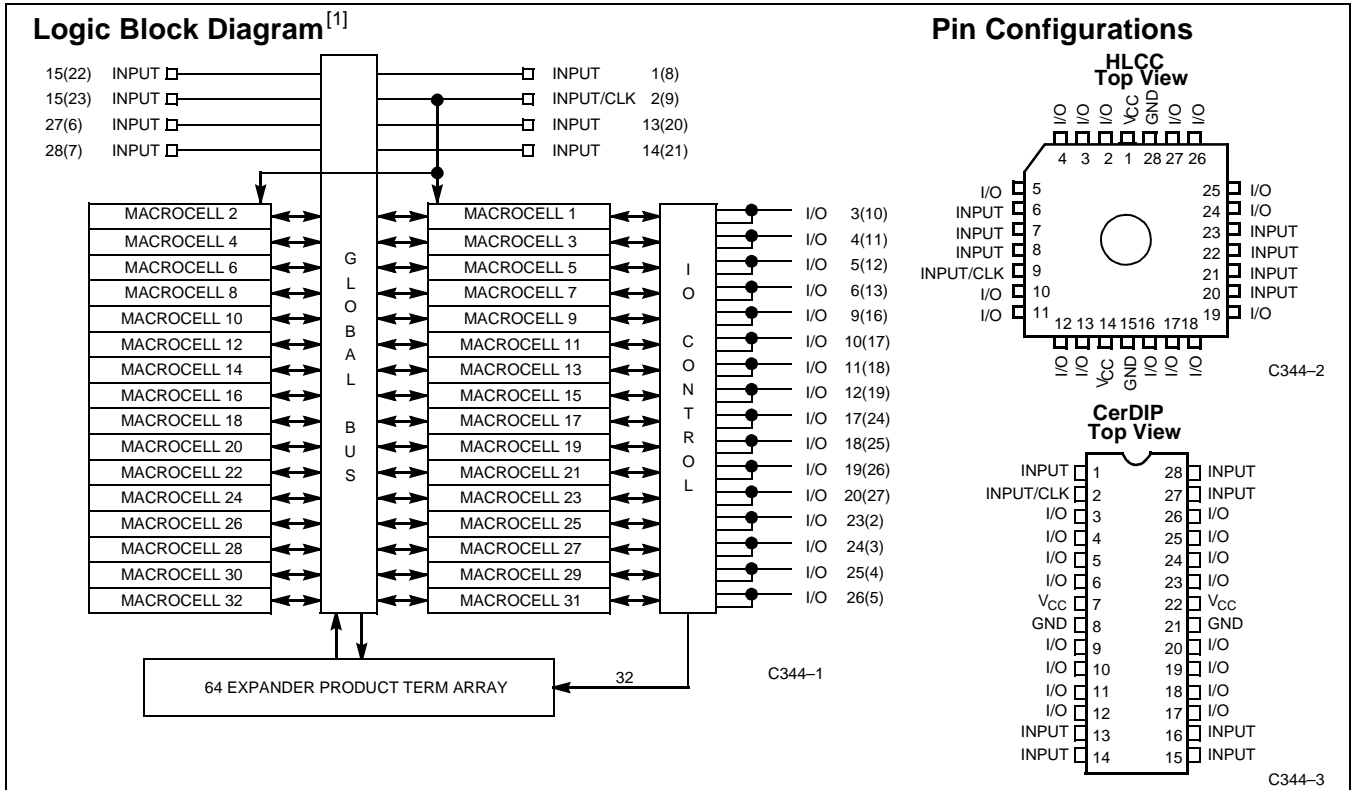 Logic Block Diagram[1]
15(22) INPUT INPUT 1(8)
15(23) INPUT INPUT/CLK 2(9)
27(6) INPUT INPUT 13(20)
28(7) INPUT INPUT 14(21)
MACROCELL 2 MACROCELL 1 I/O 3(10)
MACROCELL 4 MACROCELL 3 I/O 4(11)
MACROCELL 6 MACROCELL 5 I/O 5(12)
MACROCELL 8 MACROCELL 7 I/O 6(13)
MACROCELL 10 MACROCELL 9 I/O 9(16)
MACROCELL 12 MACROCELL 11 I/O 10(17)
MACROCELL 14 MACROCELL 13 I/O 11(18)
MACROCELL 16 MACROCELL 15 I/O 12(19)
MACROCELL 18 MACROCELL 17 I/O 17(24)
MACROCELL 20 MACROCELL 19 I/O 18(25)
MACROCELL 22 MACROCELL 21 I/O 19(26)
MACROCELL 24 MACROCELL 23 I/O 20(27)
MACROCELL 26 MACROCELL 25 I/O 23(2)
MACROCELL 28 MACROCELL 27 I/O 24(3)
MACROCELL 30 MACROCELL 29 I/O 25(4)
MACROCELL 32 MACROCELL 31 I/O 26(5)
GLOBAL BUS
IO CONTROL
64 EXPANDER PRODUCT TERM ARRAY
32
C344–1
Pin Configurations
HLCC
Top View
I/O I/O I/O VCC GND I/O I/O
4 3 2 1 28 27 26
I/O 5 25 I/O
INPUT 6 24 I/O
INPUT 7 23 INPUT
INPUT 8 22 INPUT
INPUT/CLK 9 21 INPUT
I/O 10 20 INPUT
I/O 11 19 I/O
12 13 14 15 16 17 18
I/O I/O VCC GND I/O I/O I/O
C344–2
CerDIP
Top View
INPUT 1 28 INPUT
INPUT/CLK 2 27 INPUT
I/O 3 26 I/O
I/O 4 25 I/O
I/O 5 24 I/O
I/O 6 23 I/O
VCC 7 22 VCC
GND 8 21 GND
I/O 9 20 I/O
I/O 10 19 I/O
I/O 11 18 I/O
I/O 12 17 I/O
INPUT 13 16 INPUT
INPUT 14 15 INPUT
C344–3